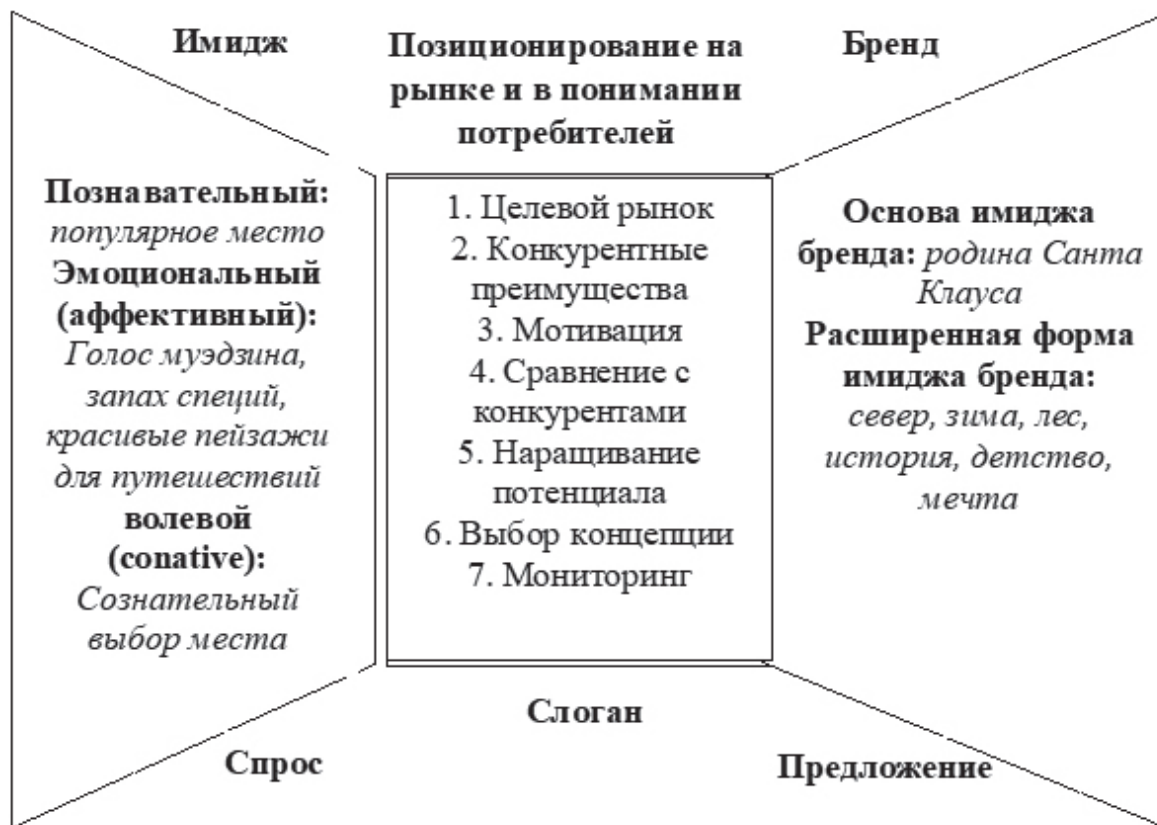 Имидж
Позиционирование на
рынке и в понимании
потребителей
Бренд
Познавательный:
популярное место
Эмоциональный
(аффективный):
Голос муэдзина,
запах специй,
красивые пейзажи
для путешествий
волевой
(conative):
Сознательный
выбор места
1. Целевой рынок
2. Конкурентные
преимущества
3. Мотивация
4. Сравнение с
конкурентами
5. Наращивание
потенциала
6. Выбор концепции
7. Мониторинг
Основа имиджа
бренда: родина Санта
Клауса
Расширенная форма
имиджа бренда:
север, зима, лес,
история, детство,
мечта
Слоган
Спрос
Предложение